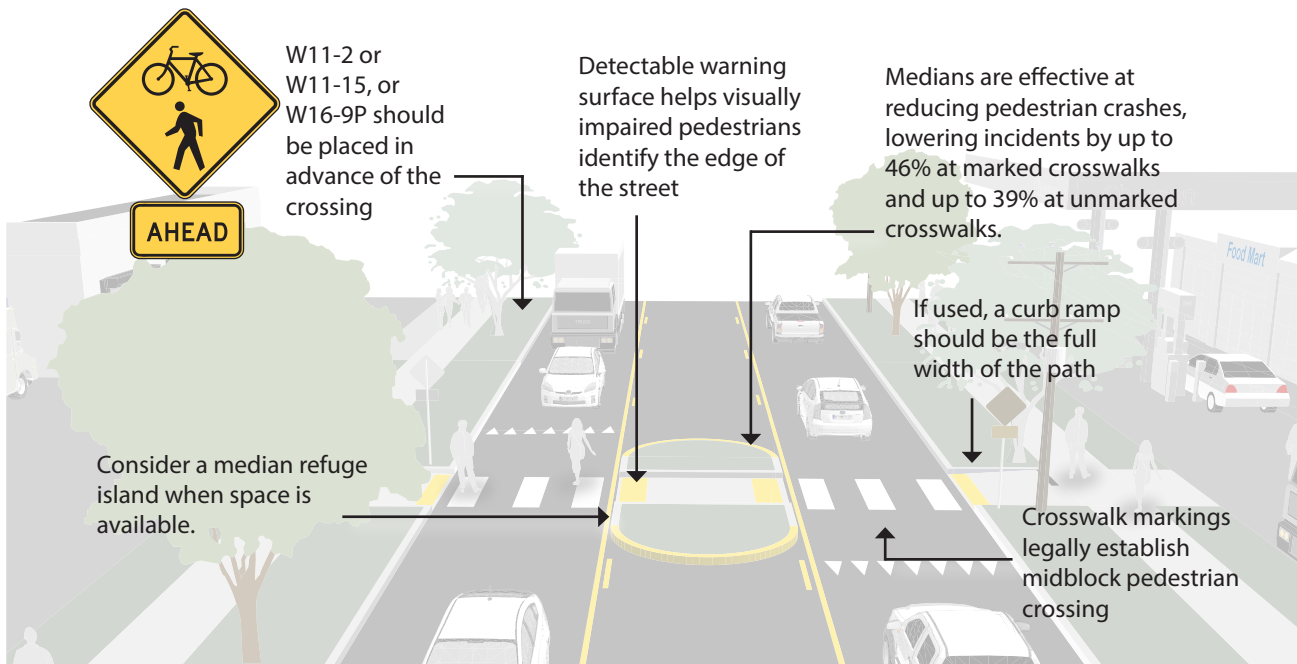 W11-2 or
W11-15, or
W16-9P should
be placed in
advance of the
crossing
AHEAD
Detectable warning
surface helps visually
impaired pedestrians
identify the edge of
the street
Medians are effective at
reducing pedestrian crashes,
lowering incidents by up to
46% at marked crosswalks
and up to 39% at unmarked
crosswalks.
Food Mart
If used, a curb ramp
should be the full
width of the path
Consider a median refuge
island when space is
available.
Crosswalk markings
legally establish
midblock pedestrian
crossing